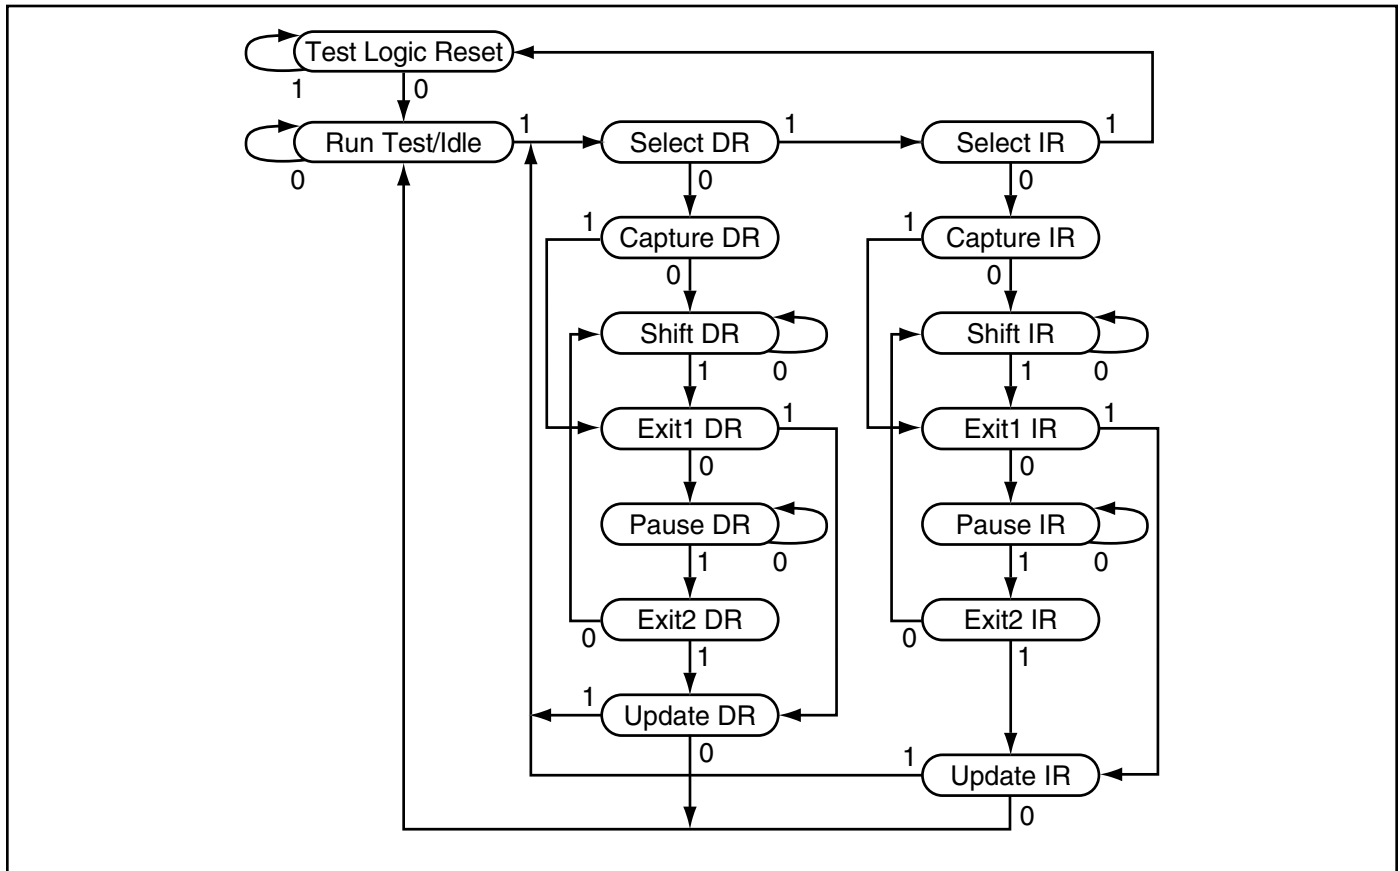 Test Logic Reset
1
0
Run Test/Idle
1
Select DR
1
Select IR
1
0
0
0
1
Capture DR
1
Capture IR
0
0
Shift DR
Shift IR
1
0
1
0
Exit1 DR
1
Exit1 IR
1
0
0
Pause DR
Pause IR
1
0
1
0
Exit2 DR
Exit2 IR
0
1
0
1
1
Update DR
0
1
Update IR
0